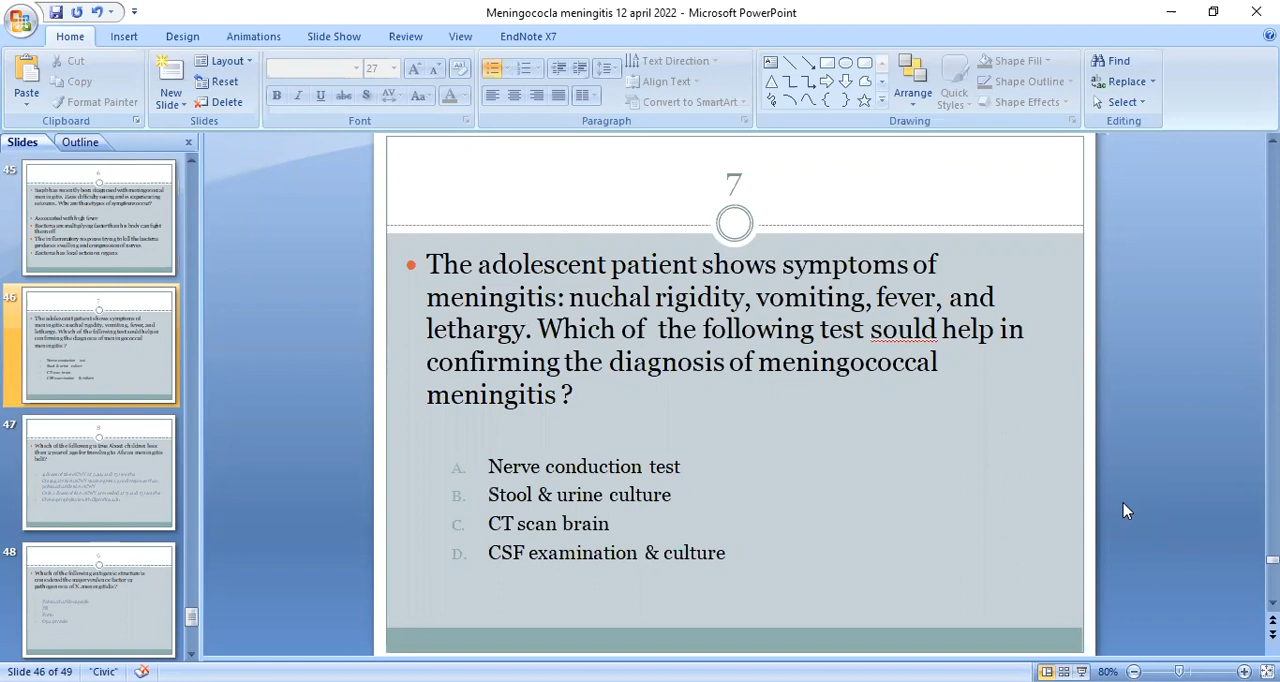 Meningococla meningitis 12 april 2022 - Microsoft PowerPoint
Home Insert Design Animations Slide Show Review View EndNote X7
Paste
Cut
Copy
Format Painter
Clipboard
New Slide
Layout
Reset
Delete
Slides
27
B I U abc S AV Aa A
Font
Text Direction
Align Text
Convert to SmartArt
Paragraph
Arrange
Quick Styles
Shape Fill
Shape Outline
Shape Effects
Drawing
Find
Replace
Select
Editing
Slides Outline
45
46
47
48
7
The adolescent patient shows symptoms of
meningitis: nuchal rigidity, vomiting, fever, and
lethargy. Which of the following test sould help in
confirming the diagnosis of meningococcal
meningitis ?
A. Nerve conduction test
B. Stool & urine culture
C. CT scan brain
D. CSF examination & culture
Slide 46 of 49 "Civic" 80%